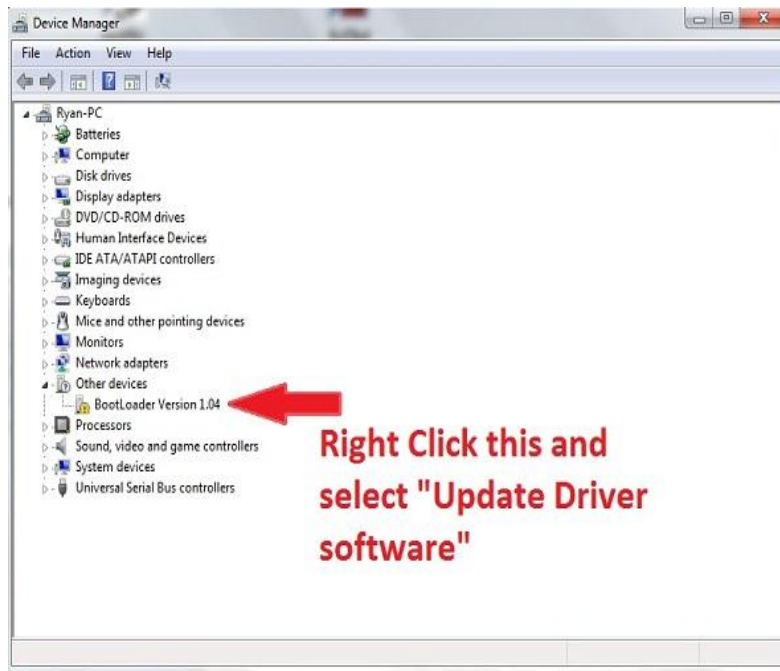 Device Manager
File Action View Help
Ryan-PC
Batteries
Computer
Disk drives
Display adapters
DVD/CD-ROM drives
Human Interface Devices
IDE ATA/ATAPI controllers
Imaging devices
Keyboards
Mice and other pointing devices
Monitors
Network adapters
Other devices
BootLoader Version 1.04
Processors
Sound, video and game controllers
System devices
Universal Serial Bus controllers
Right Click this and
select "Update Driver
software"